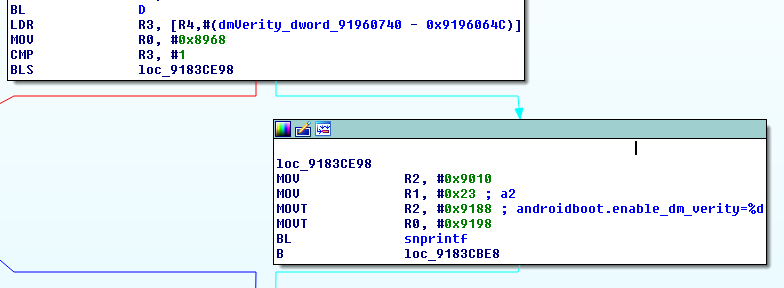 BL D
LDR R3, [R4,#(dmVerity_dword_91960740 - 0x9196064C)]
MOV R0, #0x8968
CMP R3, #1
BLS loc_9183CE98
loc_9183CE98
MOV R2, #0x9010
MOV R1, #0x23 ; a2
MOVT R2, #0x9188 ; androidboot.enable_dm_verity=%d
MOVT R0, #0x9198
BL snprintf
B loc_9183CBE8